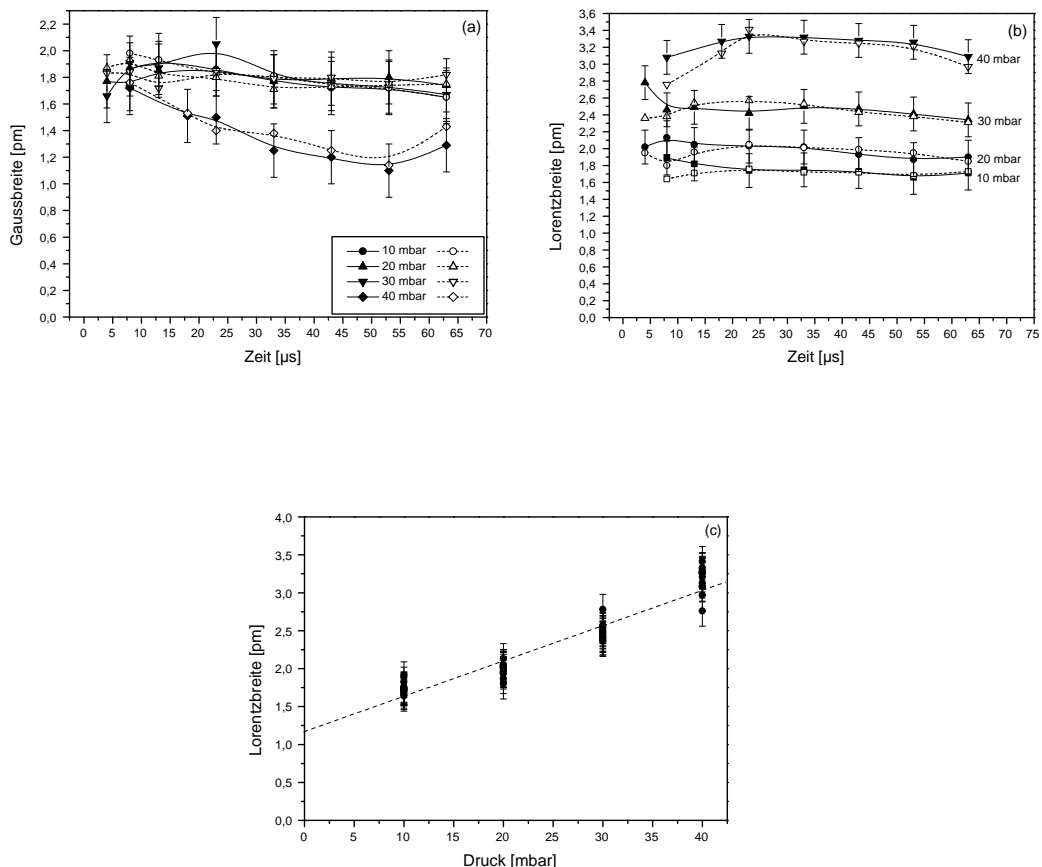 (a)
Gaussbreite [pm]
2,2
2,0
1,8
1,6
1,4
1,2
1,0
0,8
0,6
0,4
0,2
0,0
10 mbar
20 mbar
30 mbar
40 mbar
0 5 10 15 20 25 30 35 40 45 50 55 60 65 70
Zeit [µs]
(b)
Lorentzbreite [pm]
3,6
3,4
3,2
3,0
2,8
2,6
2,4
2,2
2,0
1,8
1,6
1,4
1,2
1,0
0,8
0,6
0,4
0,2
0,0
40 mbar
30 mbar
20 mbar
10 mbar
0 5 10 15 20 25 30 35 40 45 50 55 60 65 70 75
Zeit [µs]
(c)
Lorentzbreite [pm]
4,0
3,5
3,0
2,5
2,0
1,5
1,0
0,5
0,0
0 10 20 30 40
Druck [mbar]